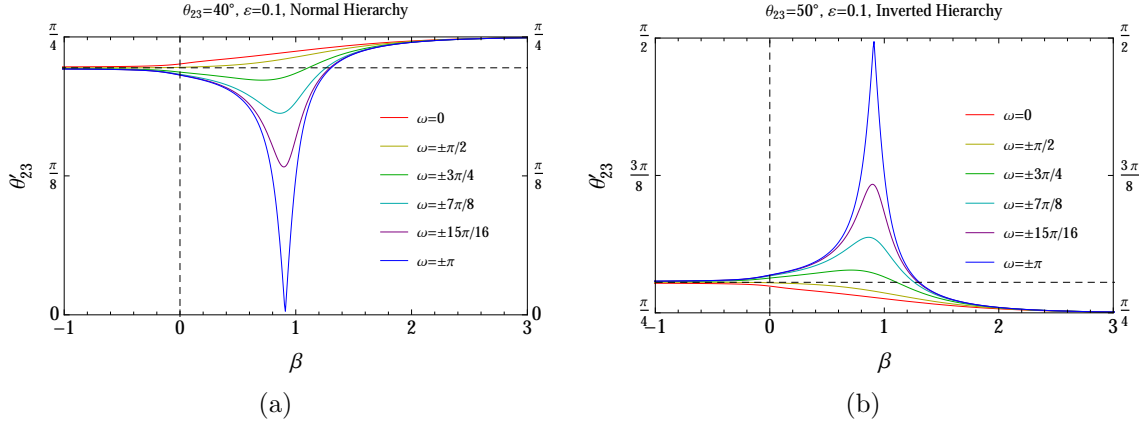 θ₂₃=40°, ε=0.1, Normal Hierarchy
π/4
π/8
0
θ′₂₃
π/4
π/8
0
ω=0
ω=±π/2
ω=±3π/4
ω=±7π/8
ω=±15π/16
ω=±π
-1 0 1 2 3
β
(a)
θ₂₃=50°, ε=0.1, Inverted Hierarchy
π/2
3π/8
π/4
θ′₂₃
π/2
3π/8
π/4
ω=0
ω=±π/2
ω=±3π/4
ω=±7π/8
ω=±15π/16
ω=±π
-1 0 1 2 3
β
(b)